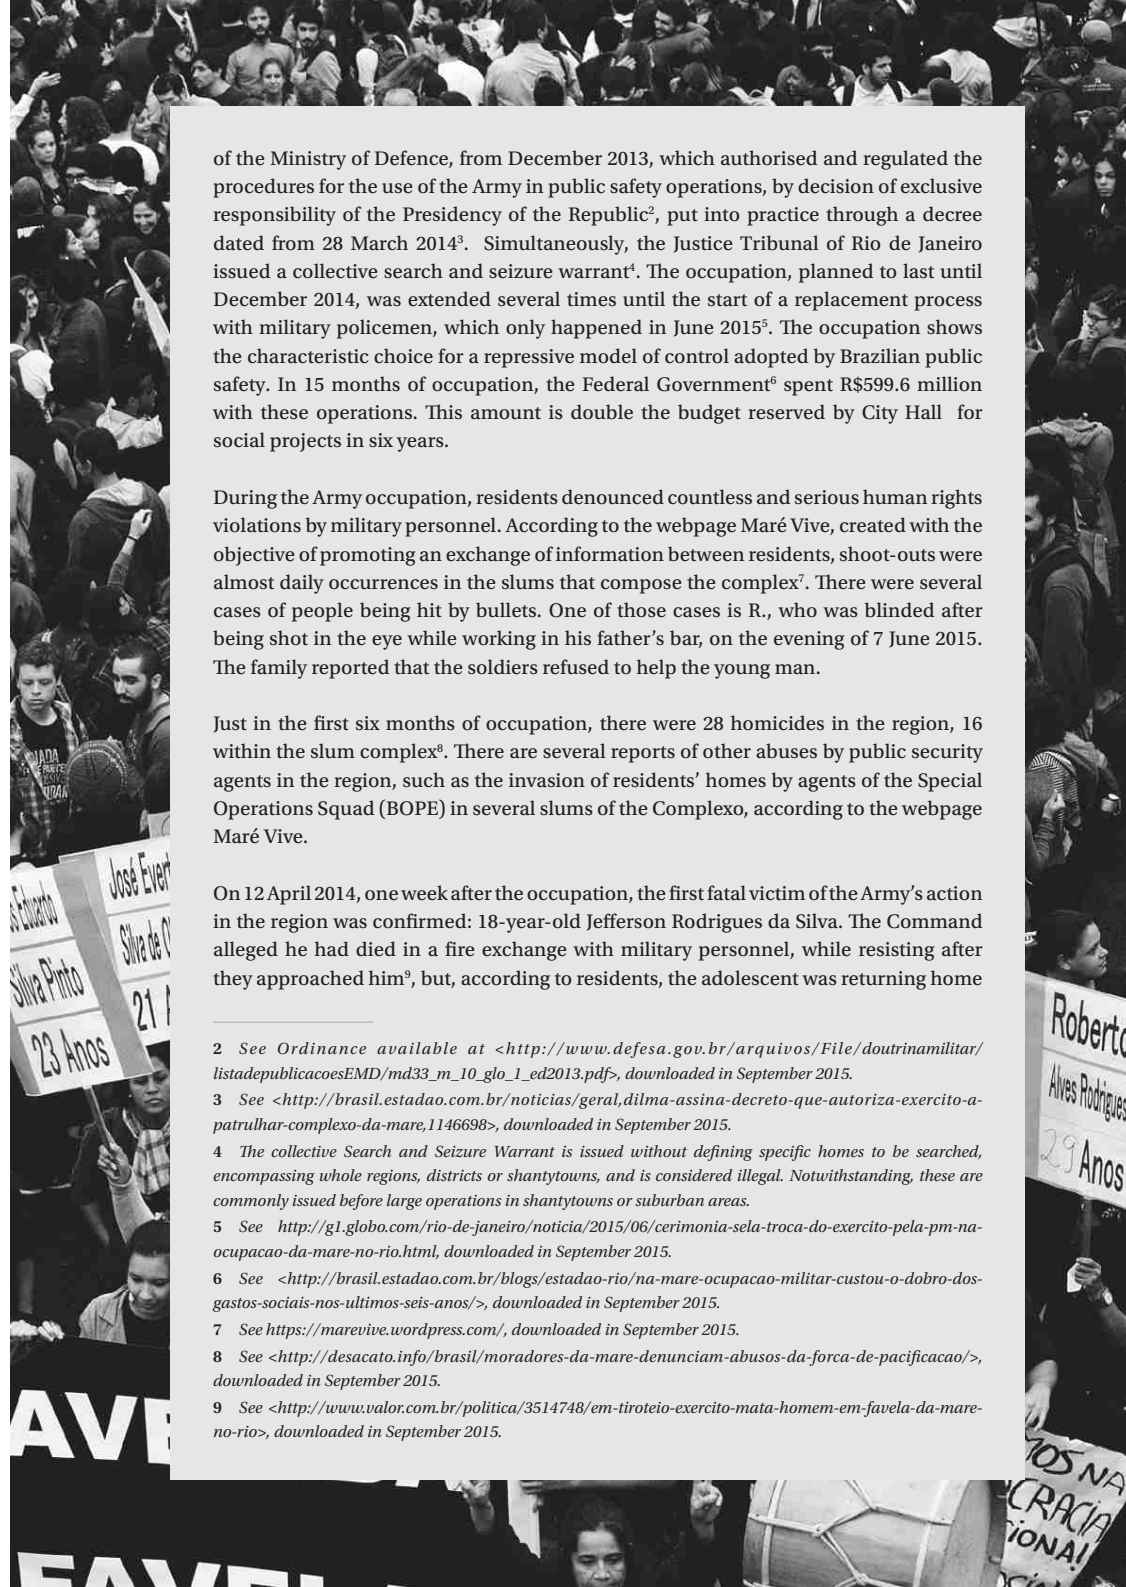 of the Ministry of Defence, from December 2013, which authorised and regulated the
procedures for the use of the Army in public safety operations, by decision of exclusive
responsibility of the Presidency of the Republic², put into practice through a decree
dated from 28 March 2014³. Simultaneously, the Justice Tribunal of Rio de Janeiro
issued a collective search and seizure warrant⁴. The occupation, planned to last until
December 2014, was extended several times until the start of a replacement process
with military policemen, which only happened in June 2015⁵. The occupation shows
the characteristic choice for a repressive model of control adopted by Brazilian public
safety. In 15 months of occupation, the Federal Government⁶ spent R$599.6 million
with these operations. This amount is double the budget reserved by City Hall for
social projects in six years.
During the Army occupation, residents denounced countless and serious human rights
violations by military personnel. According to the webpage Maré Vive, created with the
objective of promoting an exchange of information between residents, shoot-outs were
almost daily occurrences in the slums that compose the complex⁷. There were several
cases of people being hit by bullets. One of those cases is R., who was blinded after
being shot in the eye while working in his father's bar, on the evening of 7 June 2015.
The family reported that the soldiers refused to help the young man.
Just in the first six months of occupation, there were 28 homicides in the region, 16
within the slum complex⁸. There are several reports of other abuses by public security
agents in the region, such as the invasion of residents' homes by agents of the Special
Operations Squad (BOPE) in several slums of the Complexo, according to the webpage
Maré Vive.
On 12 April 2014, one week after the occupation, the first fatal victim of the Army's action
in the region was confirmed: 18-year-old Jefferson Rodrigues da Silva. The Command
alleged he had died in a fire exchange with military personnel, while resisting after
they approached him⁹, but, according to residents, the adolescent was returning home
2 See Ordinance available at <http://www.defesa.gov.br/arquivos/File/doutrinamilitar/
listadepublicacoesEMD/md33_m_10_glo_1_ed2013.pdf>, downloaded in September 2015.
3 See <http://brasil.estadao.com.br/noticias/geral,dilma-assina-decreto-que-autoriza-exercito-a-
patrulhar-complexo-da-mare,1146698>, downloaded in September 2015.
4 The collective Search and Seizure Warrant is issued without defining specific homes to be searched,
encompassing whole regions, districts or shantytowns, and is considered illegal. Notwithstanding, these are
commonly issued before large operations in shantytowns or suburban areas.
5 See http://g1.globo.com/rio-de-janeiro/noticia/2015/06/cerimonia-sela-troca-do-exercito-pela-pm-na-
ocupacao-da-mare-no-rio.html, downloaded in September 2015.
6 See <http://brasil.estadao.com.br/blogs/estadao-rio/na-mare-ocupacao-militar-custou-o-dobro-dos-
gastos-sociais-nos-ultimos-seis-anos/>, downloaded in September 2015.
7 See https://marevive.wordpress.com/, downloaded in September 2015.
8 See <http://desacato.info/brasil/moradores-da-mare-denunciam-abusos-da-forca-de-pacificacao/>,
downloaded in September 2015.
9 See <http://www.valor.com.br/politica/3514748/em-tiroteio-exercito-mata-homem-em-favela-da-mare-
no-rio>, downloaded in September 2015.
s Eduardo
Silva Pinto
23 Anos
José Ever
Silva de
21 A
Roberto
Alves Rodrigues
29 Anos
AVE
FAVEL
MOS NA
CRACIA
CIONA!